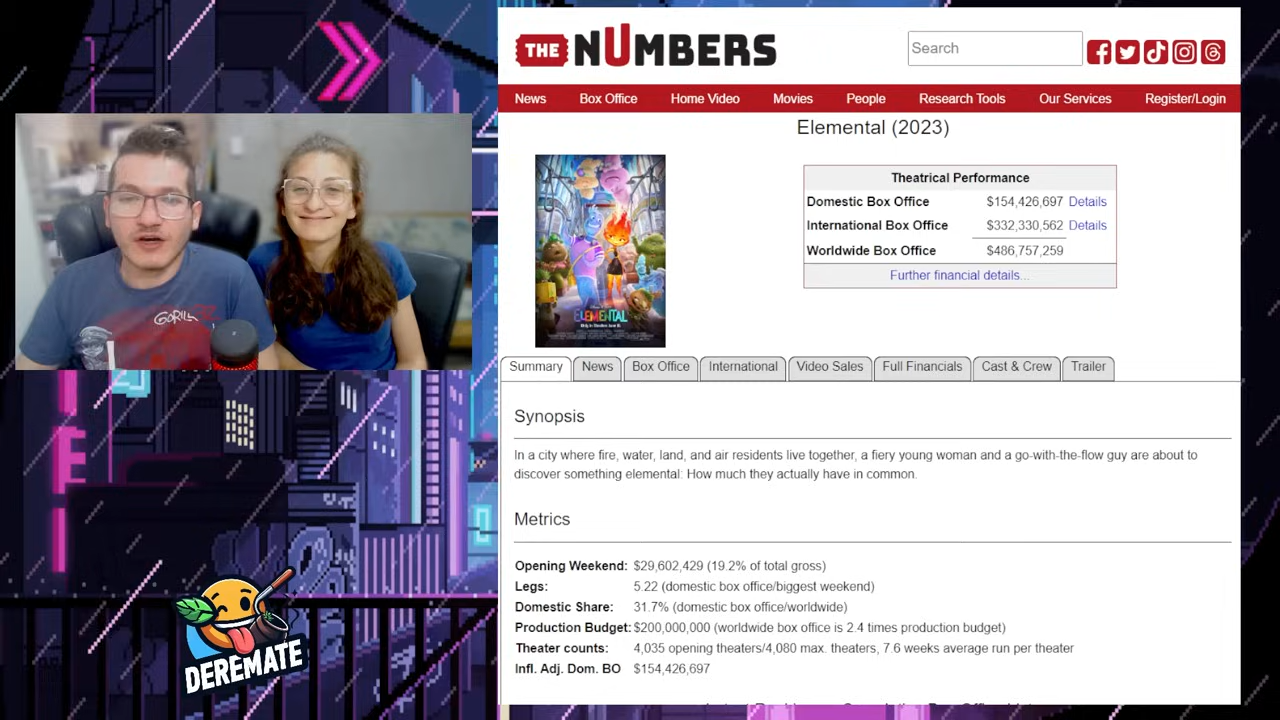 THE NUMBERS
Search
News Box Office Home Video Movies People Research Tools Our Services Register/Login
Elemental (2023)
Theatrical Performance
Domestic Box Office $154,426,697 Details
International Box Office $332,330,562 Details
Worldwide Box Office $486,757,259
Further financial details...
ELEMENTAL
Summary News Box Office International Video Sales Full Financials Cast & Crew Trailer
Synopsis
In a city where fire, water, land, and air residents live together, a fiery young woman and a go-with-the-flow guy are about to
discover something elemental: How much they actually have in common.
Metrics
Opening Weekend: $29,602,429 (19.2% of total gross)
Legs: 5.22 (domestic box office/biggest weekend)
Domestic Share: 31.7% (domestic box office/worldwide)
Production Budget: $200,000,000 (worldwide box office is 2.4 times production budget)
Theater counts: 4,035 opening theaters/4,080 max. theaters, 7.6 weeks average run per theater
Infl. Adj. Dom. BO $154,426,697
DEREMATE